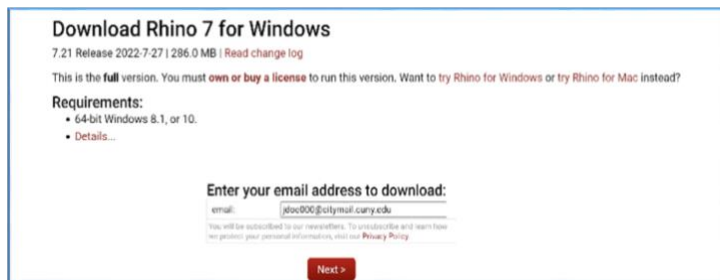 Download Rhino 7 for Windows
7.21 Release 2022-7-27 | 286.0 MB | Read change log
This is the full version. You must own or buy a license to run this version. Want to try Rhino for Windows or try Rhino for Mac instead?
Requirements:
• 64-bit Windows 8.1, or 10.
• Details...
Enter your email address to download:
email: jdoe000@citymail.cuny.edu
You will be subscribed to our newsletters. To unsubscribe and learn how
we protect your personal information, visit our Privacy Policy
Next >